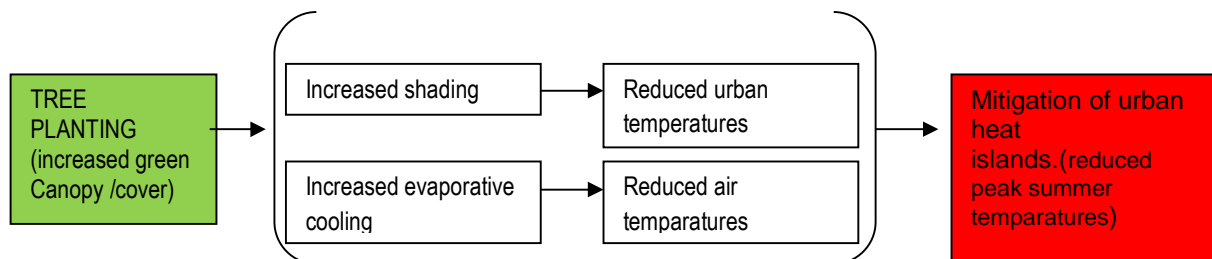 TREE
PLANTING
(increased green
Canopy /cover)
Increased shading
Reduced urban
temperatures
Increased evaporative
cooling
Reduced air
temparatures
Mitigation of urban
heat
islands.(reduced
peak summer
temparatures)